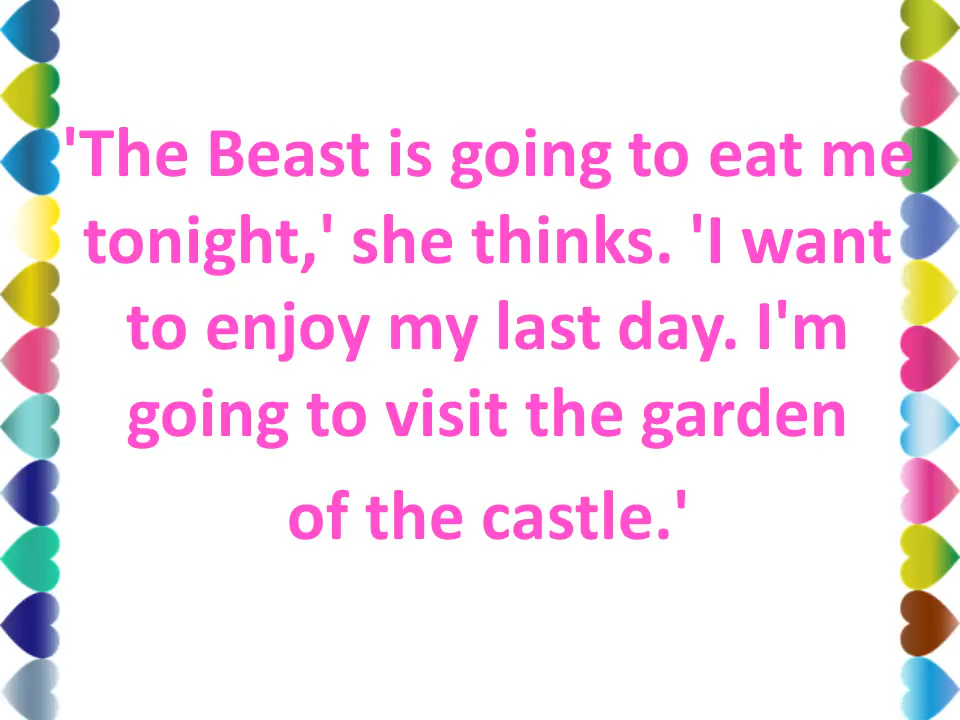 'The Beast is going to eat me
tonight,' she thinks. 'I want
to enjoy my last day. I'm
going to visit the garden
of the castle.'